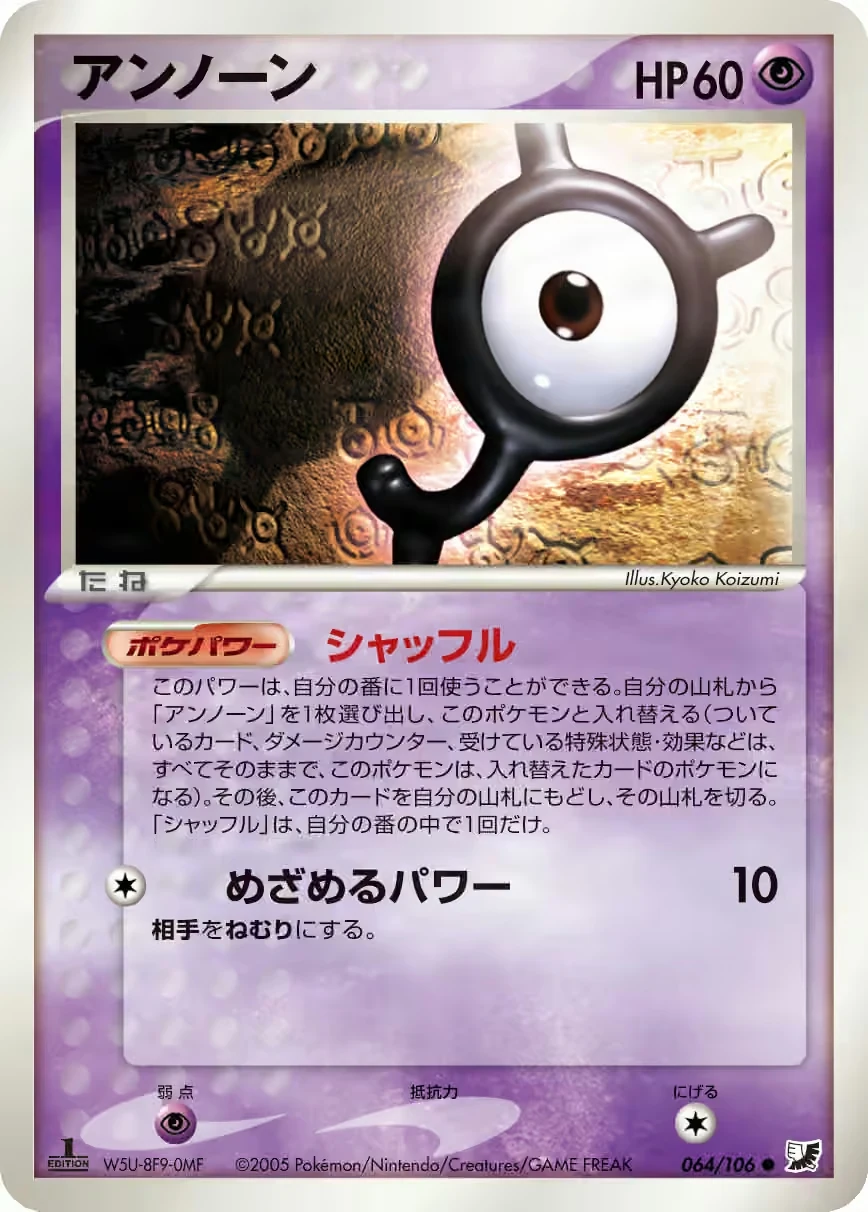 アンノーン HP60
たね Illus.Kyoko Koizumi
ポケパワー シャッフル
このパワーは、自分の番に1回使うことができる。自分の山札から
「アンノーン」を1枚選び出し、このポケモンと入れ替える(ついて
いるカード、ダメージカウンター、受けている特殊状態・効果などは、
すべてそのままで、このポケモンは、入れ替えたカードのポケモンに
なる)。その後、このカードを自分の山札にもどし、その山札を切る。
「シャッフル」は、自分の番の中で1回だけ。
めざめるパワー 10
相手をねむりにする。
弱点 抵抗力 にげる
1 EDITION W5U-8F9-0MF ©2005 Pokémon/Nintendo/Creatures/GAME FREAK 064/106